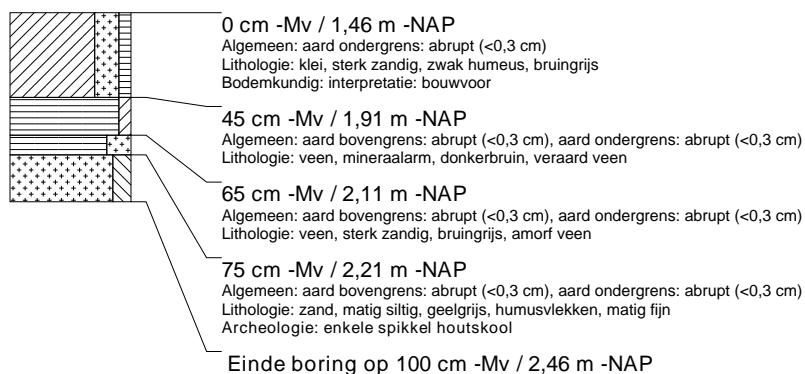 0 cm -Mv / 1,46 m -NAP
Algemeen: aard ondergrens: abrupt (<0,3 cm)
Lithologie: klei, sterk zandig, zwak humeus, bruingrijs
Bodemkundig: interpretatie: bouwvoor
45 cm -Mv / 1,91 m -NAP
Algemeen: aard bovengrens: abrupt (<0,3 cm), aard ondergrens: abrupt (<0,3 cm)
Lithologie: veen, mineraalarm, donkerbruin, veraard veen
65 cm -Mv / 2,11 m -NAP
Algemeen: aard bovengrens: abrupt (<0,3 cm), aard ondergrens: abrupt (<0,3 cm)
Lithologie: veen, sterk zandig, bruingrijs, amorf veen
75 cm -Mv / 2,21 m -NAP
Algemeen: aard bovengrens: abrupt (<0,3 cm), aard ondergrens: abrupt (<0,3 cm)
Lithologie: zand, matig siltig, geelgrijs, humusvlekken, matig fijn
Archeologie: enkele spikkel houtskool
Einde boring op 100 cm -Mv / 2,46 m -NAP